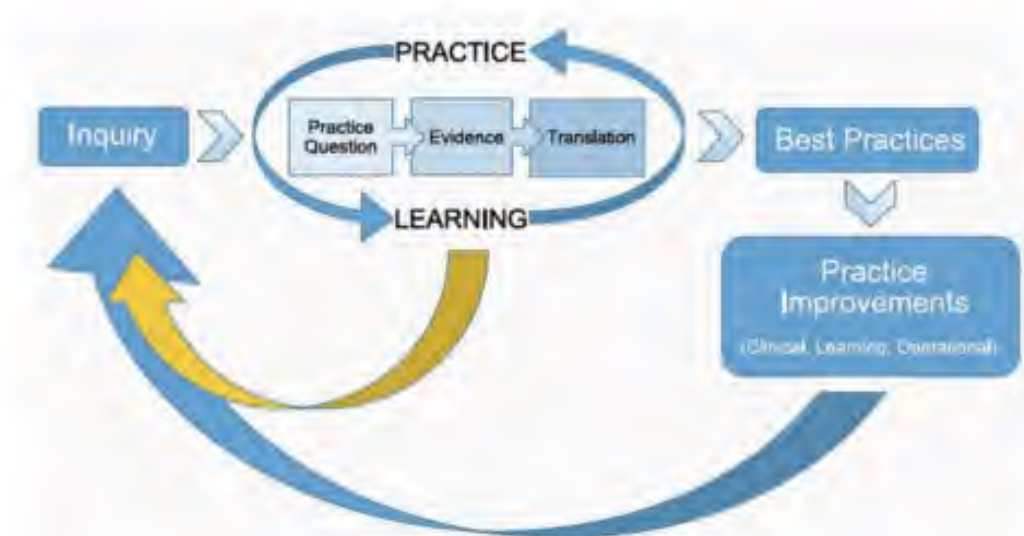 PRACTICE
Inquiry
Practice
Question
Evidence
Translation
Best Practices
LEARNING
Practice
Improvements
(Clinical, Learning, Operational)